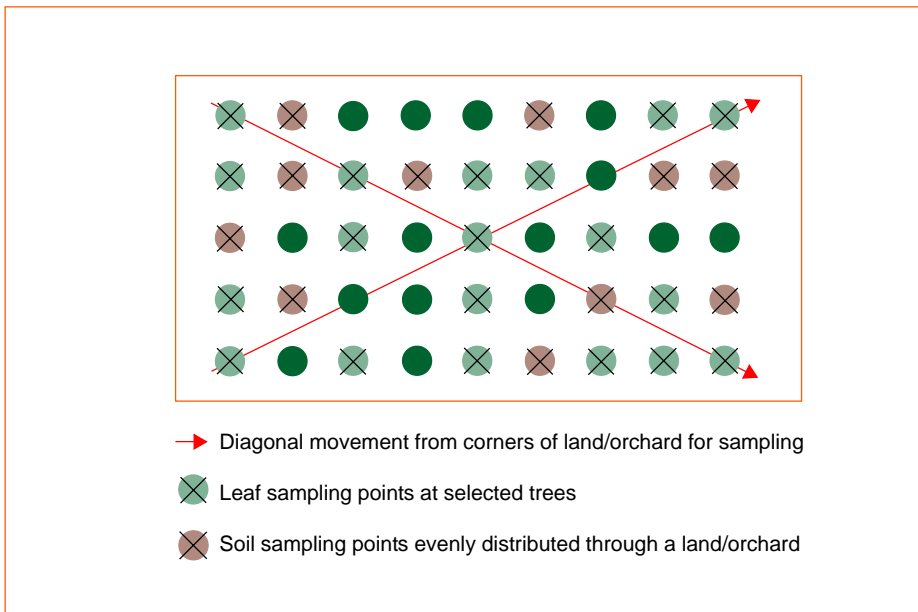 Diagonal movement from corners of land/orchard for sampling
Leaf sampling points at selected trees
Soil sampling points evenly distributed through a land/orchard